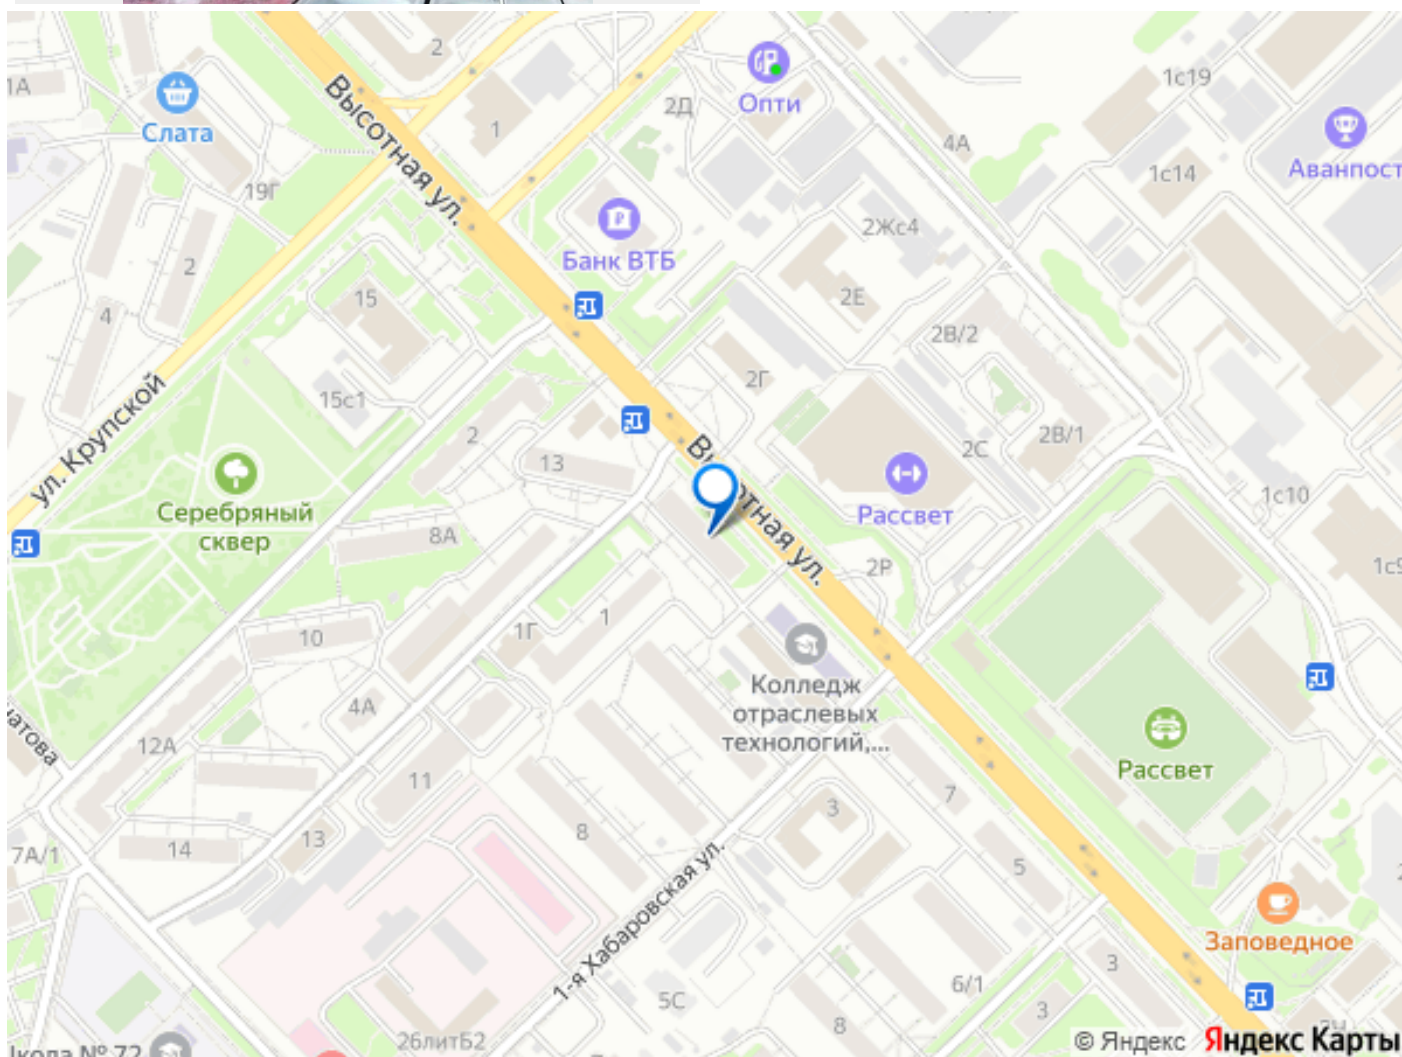 2
1А
Слата
Высотная ул.
1
2Д
Опти
1с19
4А
Аванпост
1с14
19Г
2Жс4
Банк ВТБ
2
2Е
15
4
2В/2
2Г
15с1
ул. Крупской
2
2С
2В/1
13
Высотная ул.
1с10
Рассвет
Серебряный
сквер
8А
2Р
10
1Г
1
Колледж
отраслевых
технологий,...
4А
12А
Рассвет
11
7
3
8
13
14
7А/1
5
1-я Хабаровская ул.
Заповедное
3
6/1
5С
3
8
26литБ2
© Яндекс Яндекс Карты